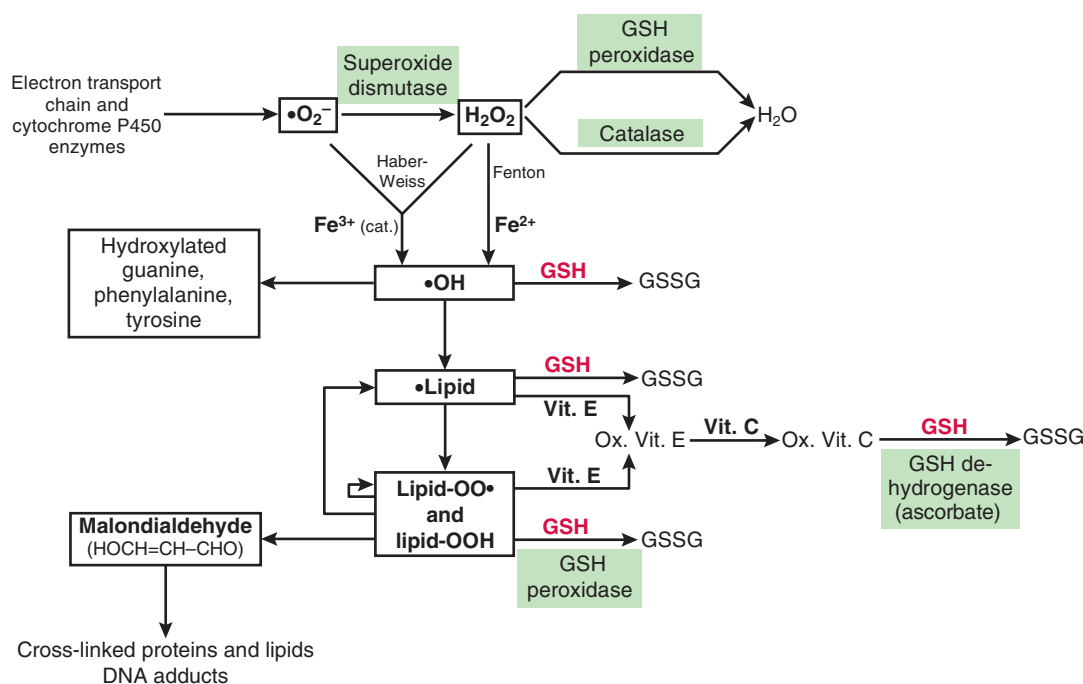 Electron transport
chain and
cytochrome P450
enzymes
•O₂⁻
Superoxide
dismutase
H₂O₂
GSH
peroxidase
Catalase
H₂O
Haber-
Weiss
Fenton
Fe³⁺ (cat.)
Fe²⁺
Hydroxylated
guanine,
phenylalanine,
tyrosine
•OH
GSH
GSSG
•Lipid
GSH
GSSG
Vit. E
Ox. Vit. E
Vit. C
Ox. Vit. C
GSH
GSSG
GSH de-
hydrogenase
(ascorbate)
Lipid-OO•
and
lipid-OOH
Vit. E
GSH
GSSG
GSH
peroxidase
Malondialdehyde
(HOCH=CH–CHO)
Cross-linked proteins and lipids
DNA adducts